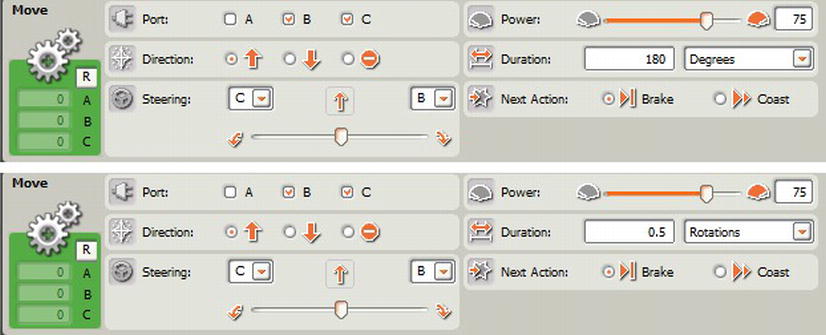 Move
Port: A B C
Power: 75
R
Direction:
Duration: 180 Degrees
0 A
0 B
0 C
Steering: C B
Next Action: Brake Coast
Move
Port: A B C
Power: 75
R
Direction:
Duration: 0.5 Rotations
0 A
0 B
0 C
Steering: C B
Next Action: Brake Coast